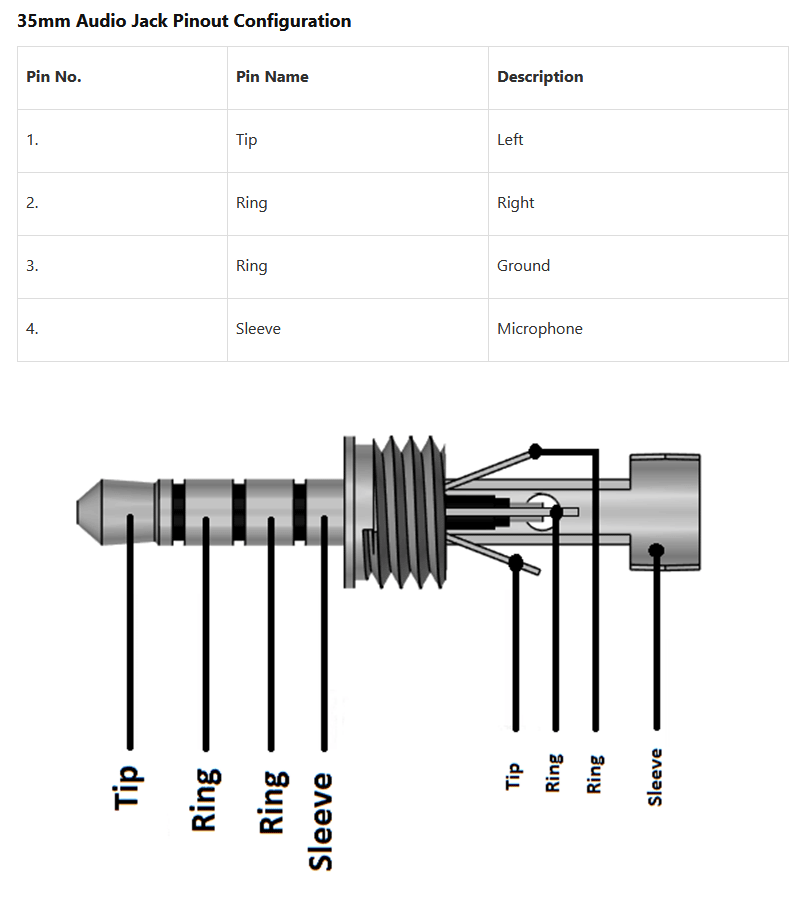 35mm Audio Jack Pinout Configuration
Pin No. Pin Name Description
1. Tip Left
2. Ring Right
3. Ring Ground
4. Sleeve Microphone
Tip
Ring
Ring
Sleeve
Tip
Ring
Ring
Sleeve